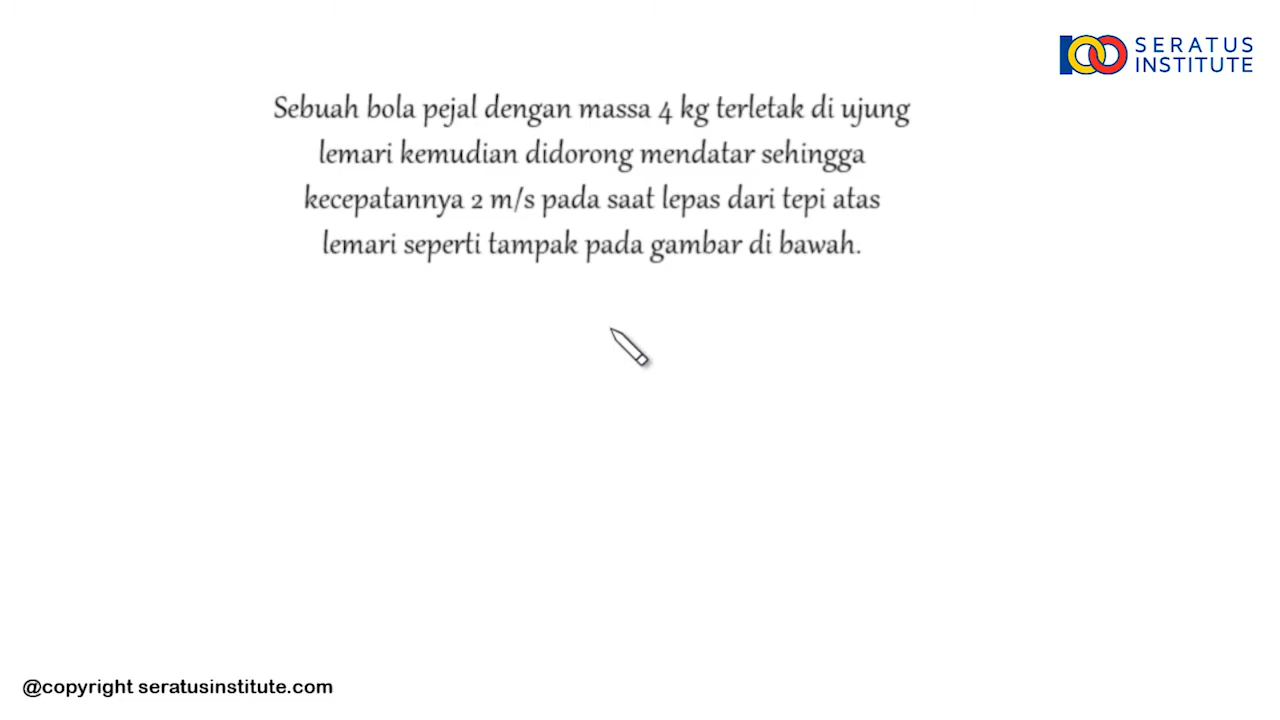 SERATUS
INSTITUTE
Sebuah bola pejal dengan massa 4 kg terletak di ujung
lemari kemudian didorong mendatar sehingga
kecepatannya 2 m/s pada saat lepas dari tepi atas
lemari seperti tampak pada gambar di bawah.
@copyright seratusinstitute.com